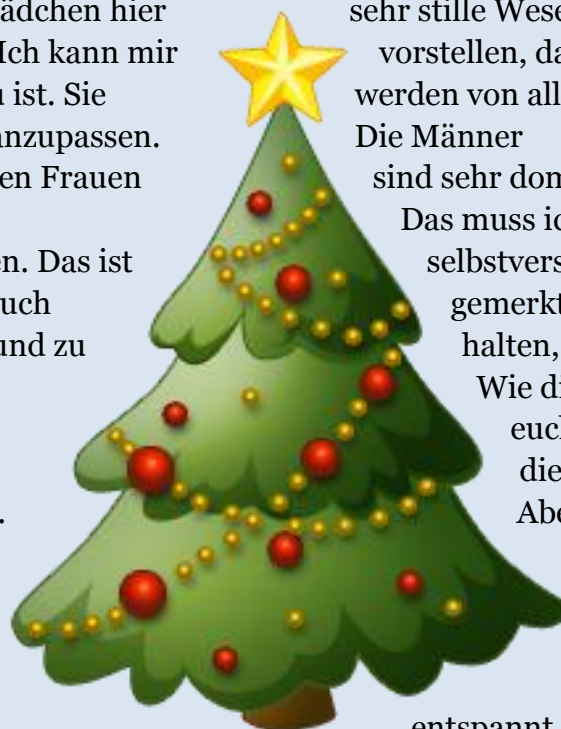 ädchen hier sehr stille Wese
Ich kann mir vorstellen, da
u ist. Sie werden von all
anzupassen. Die Männer
en Frauen sind sehr dom
Das muss ic
en. Das ist selbstvers
uch gemerkt
und zu halten,
Wie di
eucl
die
. Abe
entspannt